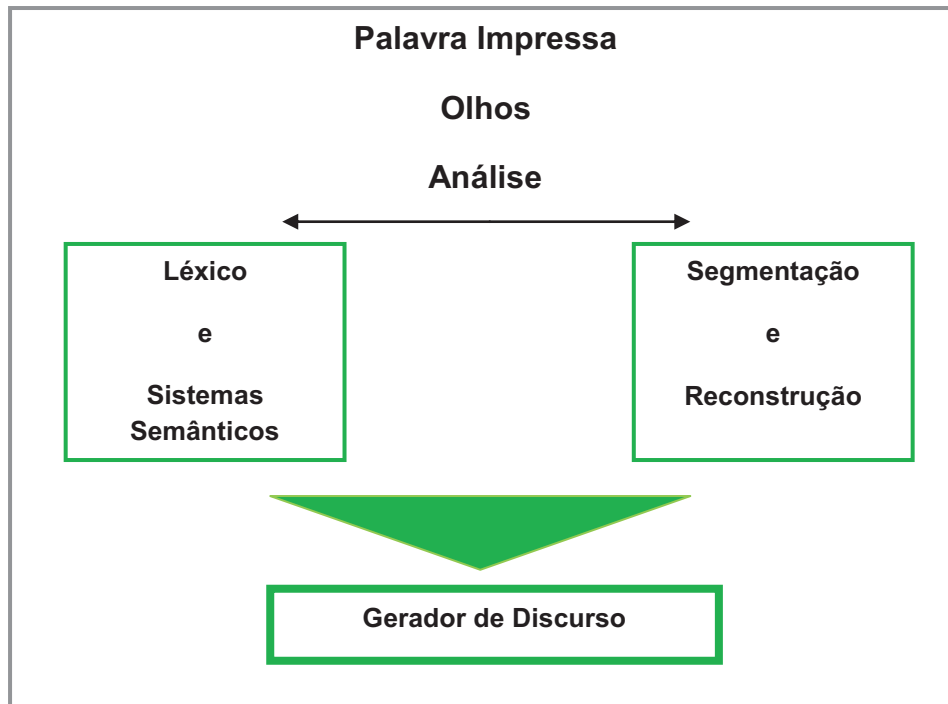 Palavra Impressa
Olhos
Análise
Léxico
e
Sistemas
Semânticos
Segmentação
e
Reconstrução
Gerador de Discurso